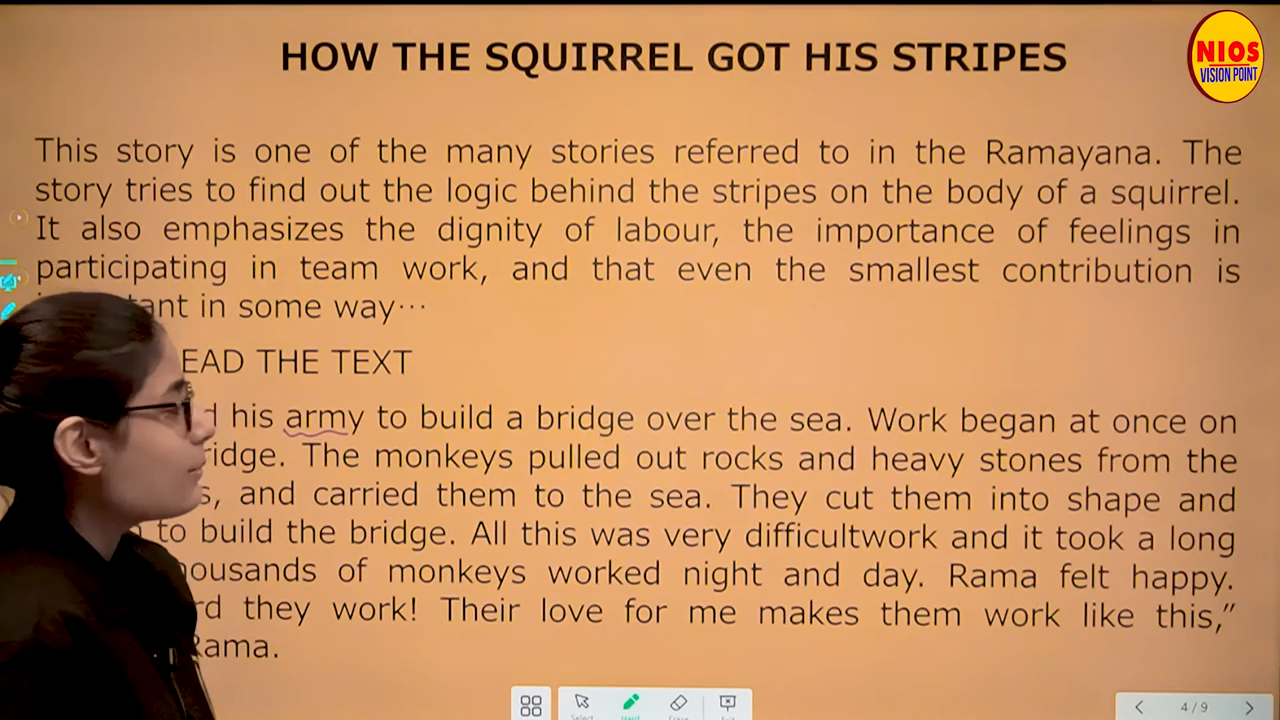 HOW THE SQUIRREL GOT HIS STRIPES
NIOS
VISION POINT
This story is one of the many stories referred to in the Ramayana. The
story tries to find out the logic behind the stripes on the body of a squirrel.
It also emphasizes the dignity of labour, the importance of feelings in
participating in team work, and that even the smallest contribution is
in some way...
THE TEXT
his army to build a bridge over the sea. Work began at once on
The monkeys pulled out rocks and heavy stones from the
and carried them to the sea. They cut them into shape and
to build the bridge. All this was very difficultwork and it took a long
of monkeys worked night and day. Rama felt happy.
they work! Their love for me makes them work like this,”
Rama.
Select
4/9